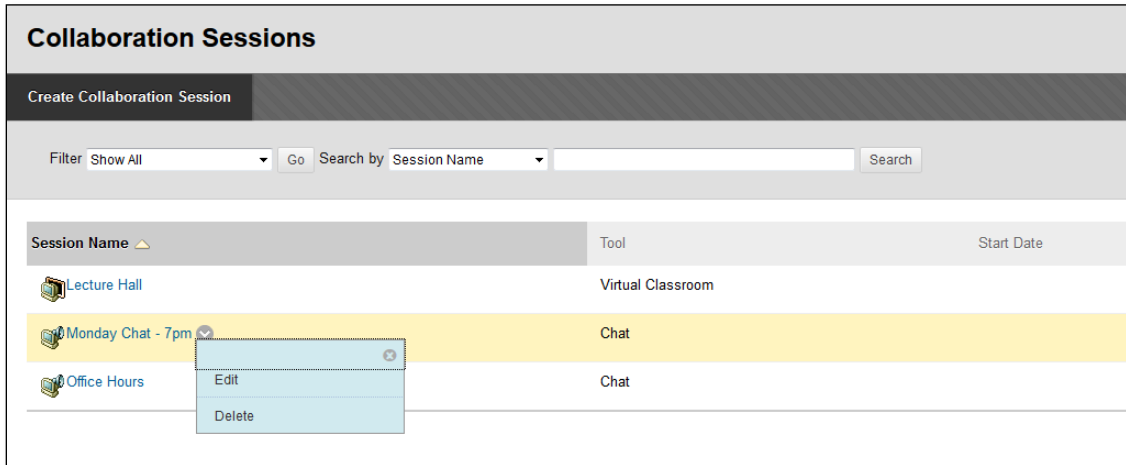 Collaboration Sessions
Create Collaboration Session
Filter Show All Go Search by Session Name Search
Session Name Tool Start Date
Lecture Hall Virtual Classroom
Monday Chat - 7pm Chat
Office Hours Chat
Edit
Delete